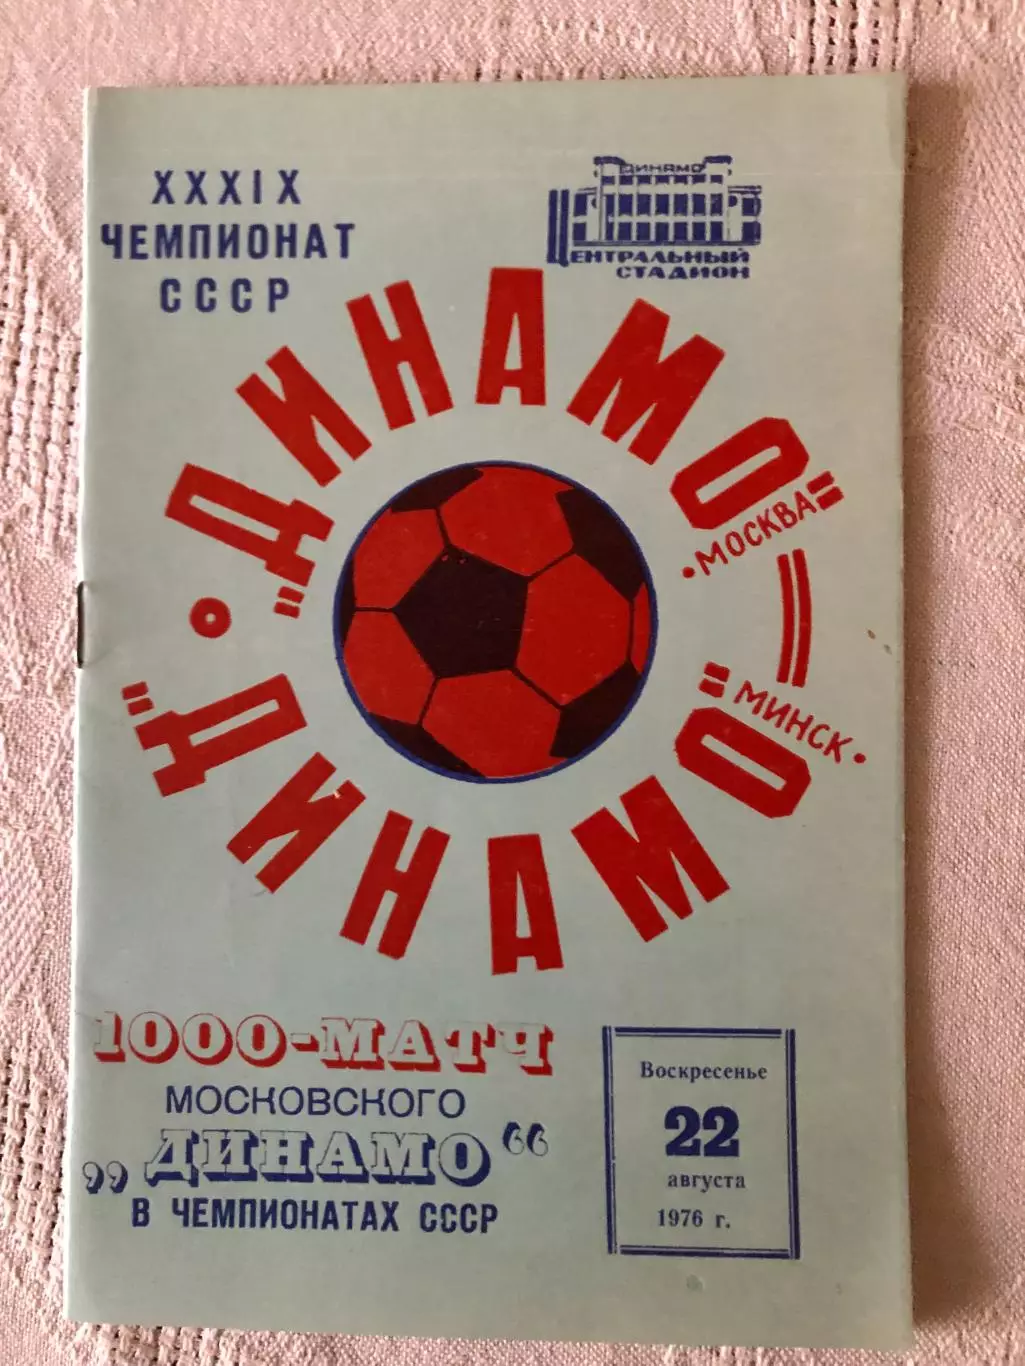 XXXIX
ЧЕМПИОНАТ
СССР
ДИНАМО
ЦЕНТРАЛЬНЫЙ
СТАДИОН
„ДИНАМО"
•МОСКВА
„ДИНАМО"
МИНСК•
1000-МАТЧ
МОСКОВСКОГО
„ДИНАМО“
В ЧЕМПИОНАТАХ СССР
Воскресенье
22
августа
1976 г.